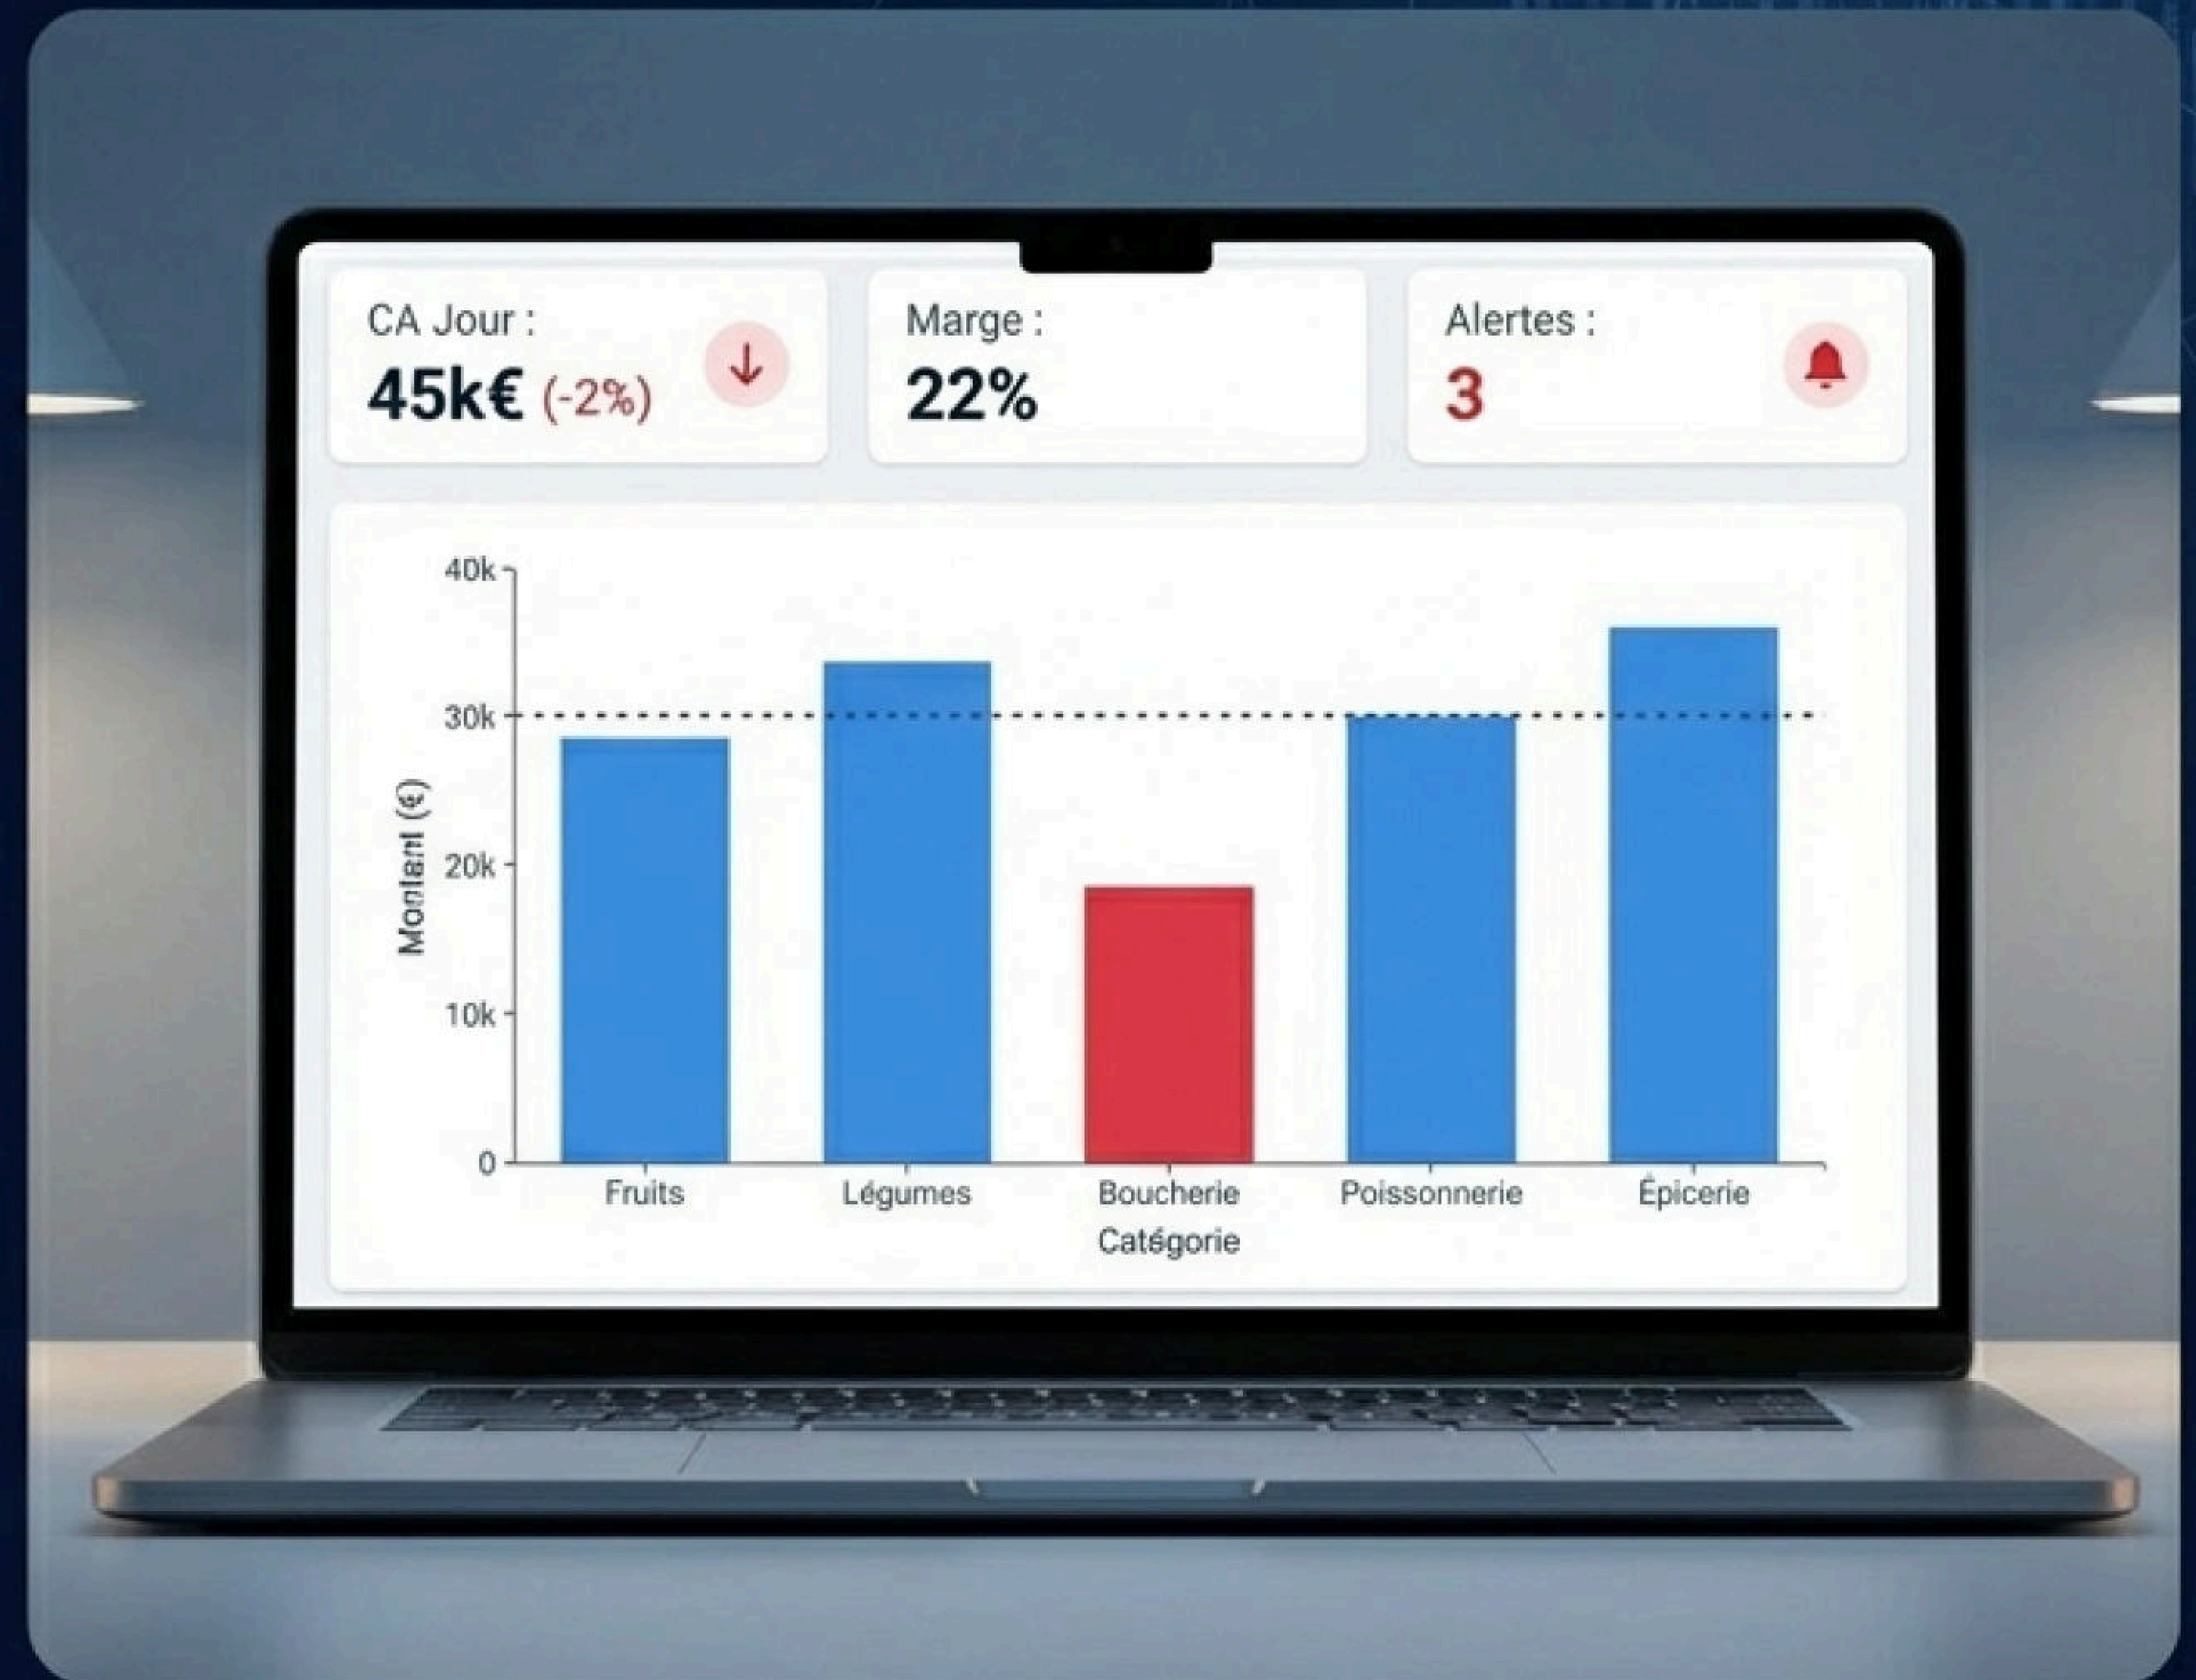 CA Jour :
45k€ (-2%)
Marge :
22%
Alertes :
3
40k
30k
20k
10k
0
Montant (€)
Fruits
Légumes
Boucherie
Poissonnerie
Épicerie
Catégorie